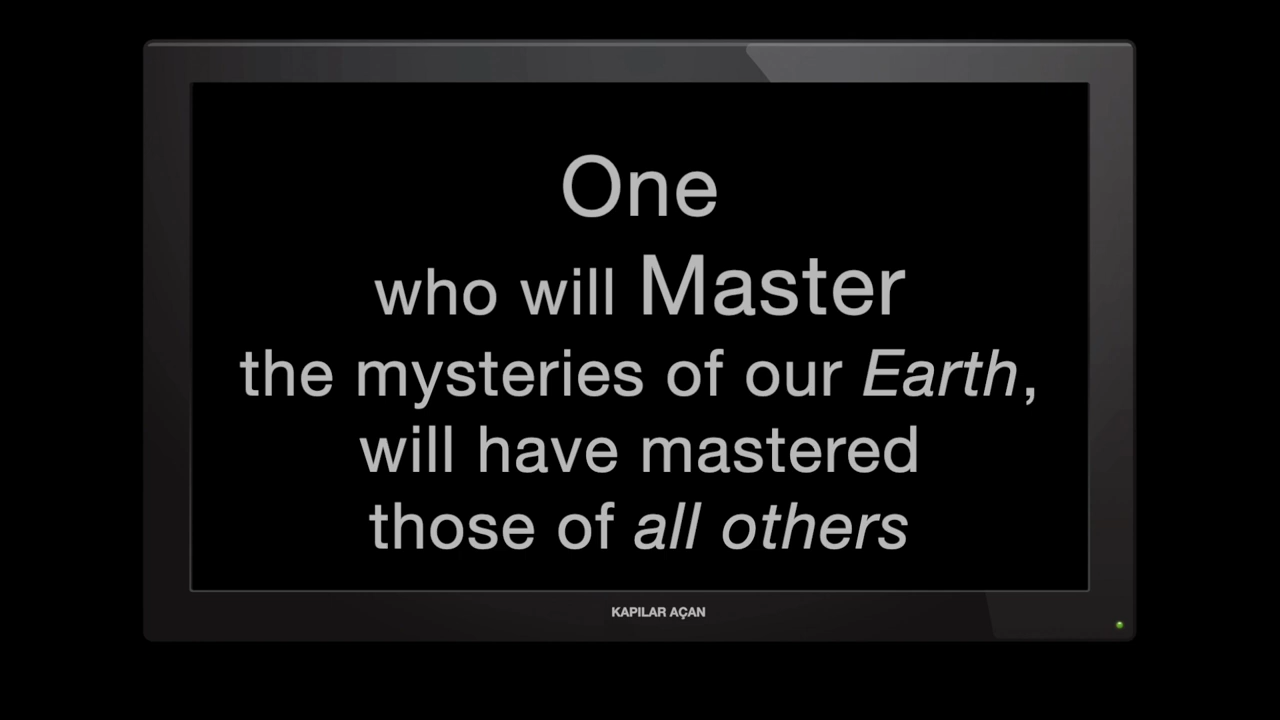 One
who will Master
the mysteries of our Earth,
will have mastered
those of all others
KAPILAR AÇAN